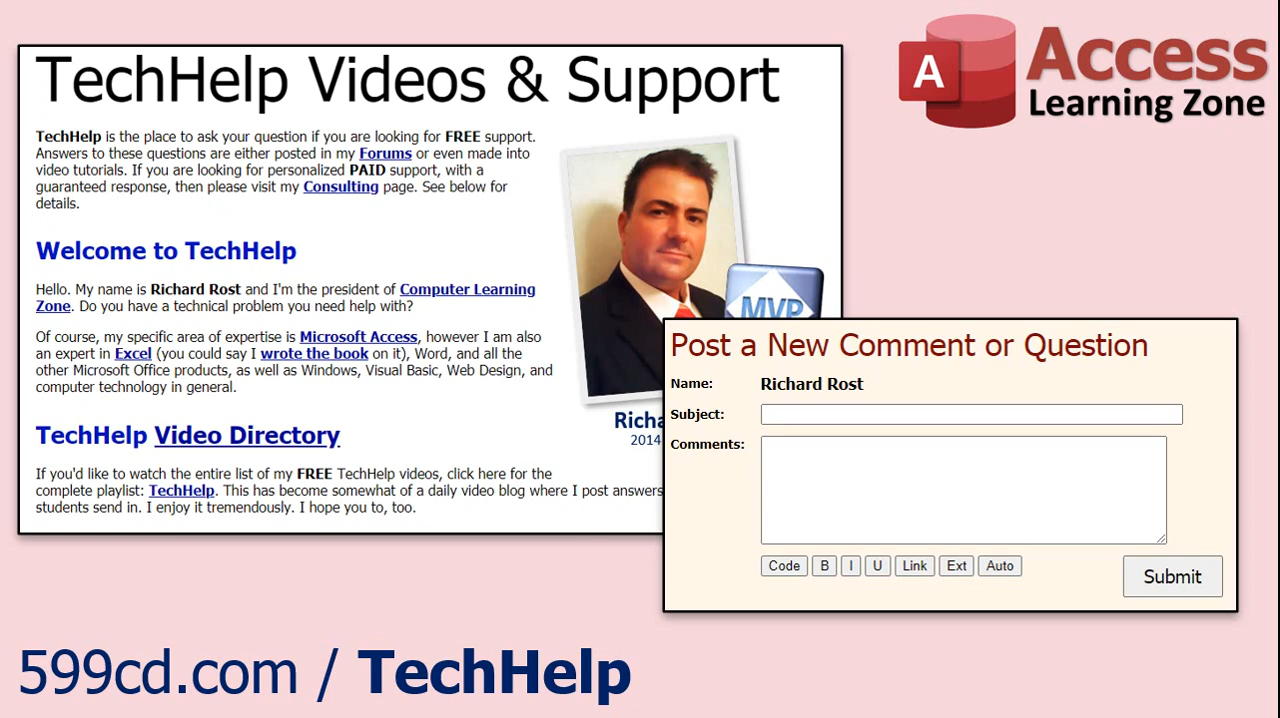 TechHelp Videos & Support
TechHelp is the place to ask your question if you are looking for FREE support.
Answers to these questions are either posted in my Forums or even made into
video tutorials. If you are looking for personalized PAID support, with a
guaranteed response, then please visit my Consulting page. See below for
details.
Welcome to TechHelp
Hello. My name is Richard Rost and I'm the president of Computer Learning
Zone. Do you have a technical problem you need help with?
Of course, my specific area of expertise is Microsoft Access, however I am also
an expert in Excel (you could say I wrote the book on it), Word, and all the
other Microsoft Office products, as well as Windows, Visual Basic, Web Design, and
computer technology in general.
TechHelp Video Directory
If you'd like to watch the entire list of my FREE TechHelp videos, click here for the
complete playlist: TechHelp. This has become somewhat of a daily video blog where I post answers
students send in. I enjoy it tremendously. I hope you to, too.
MVP
Richa
2014
A
Access
Learning Zone
Post a New Comment or Question
Name: Richard Rost
Subject:
Comments:
Code B I U Link Ext Auto
Submit
599cd.com / TechHelp